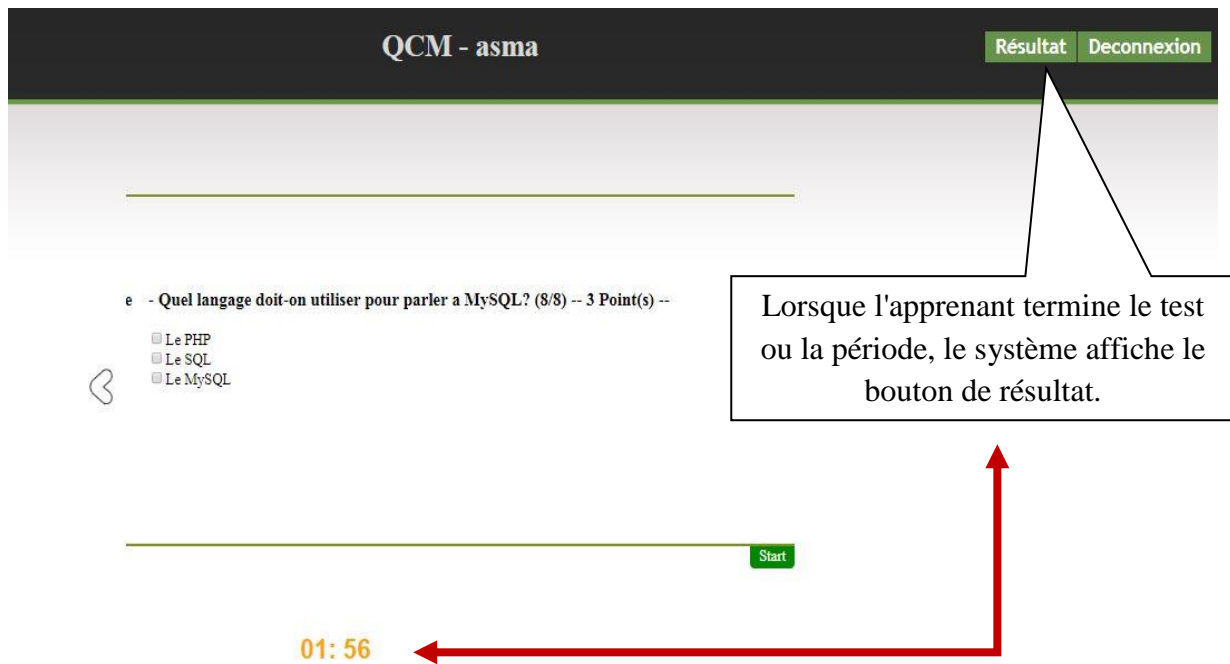 QCM - asma
Résultat Deconnexion
e - Quel langage doit-on utiliser pour parler a MySQL? (8/8) -- 3 Point(s) --
Le PHP
Le SQL
Le MySQL
Lorsque l'apprenant termine le test
ou la période, le système affiche le
bouton de résultat.
Start
01: 56